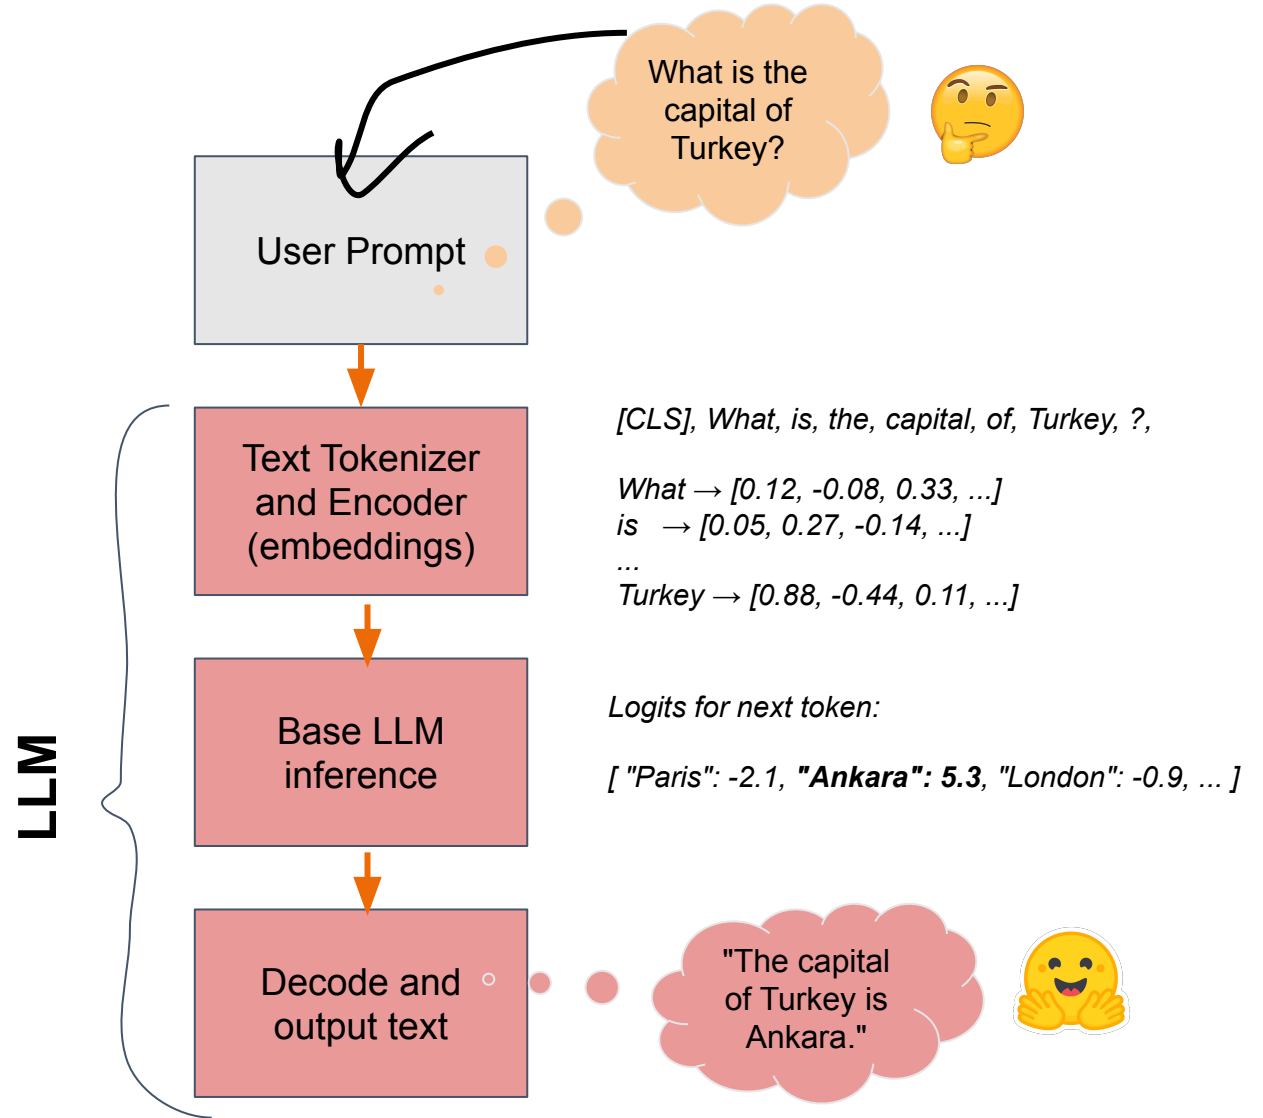 What is the
capital of
Turkey?
User Prompt
LLM
Text Tokenizer
and Encoder
(embeddings)
[CLS], What, is, the, capital, of, Turkey, ?,
What → [0.12, -0.08, 0.33, ...]
is → [0.05, 0.27, -0.14, ...]
...
Turkey → [0.88, -0.44, 0.11, ...]
Base LLM
inference
Logits for next token:
[ "Paris": -2.1, "Ankara": 5.3, "London": -0.9, ... ]
Decode and
output text
"The capital
of Turkey is
Ankara."